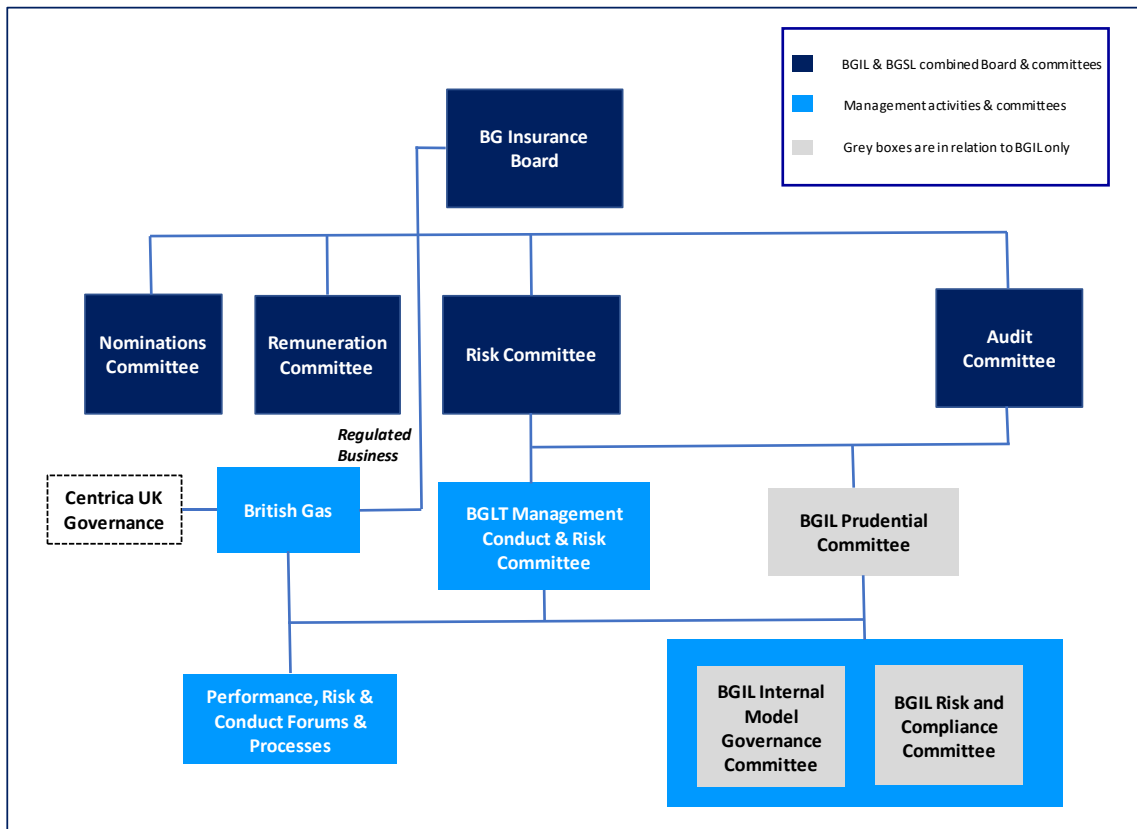 BGIL & BGSL combined Board & committees
Management activities & committees
Grey boxes are in relation to BGIL only
BG Insurance
Board
Nominations
Committee
Remuneration
Committee
Risk Committee
Audit
Committee
Regulated
Business
Centrica UK
Governance
British Gas
BGLT Management
Conduct & Risk
Committee
BGIL Prudential
Committee
Performance, Risk &
Conduct Forums &
Processes
BGIL Internal
Model
Governance
Committee
BGIL Risk and
Compliance
Committee